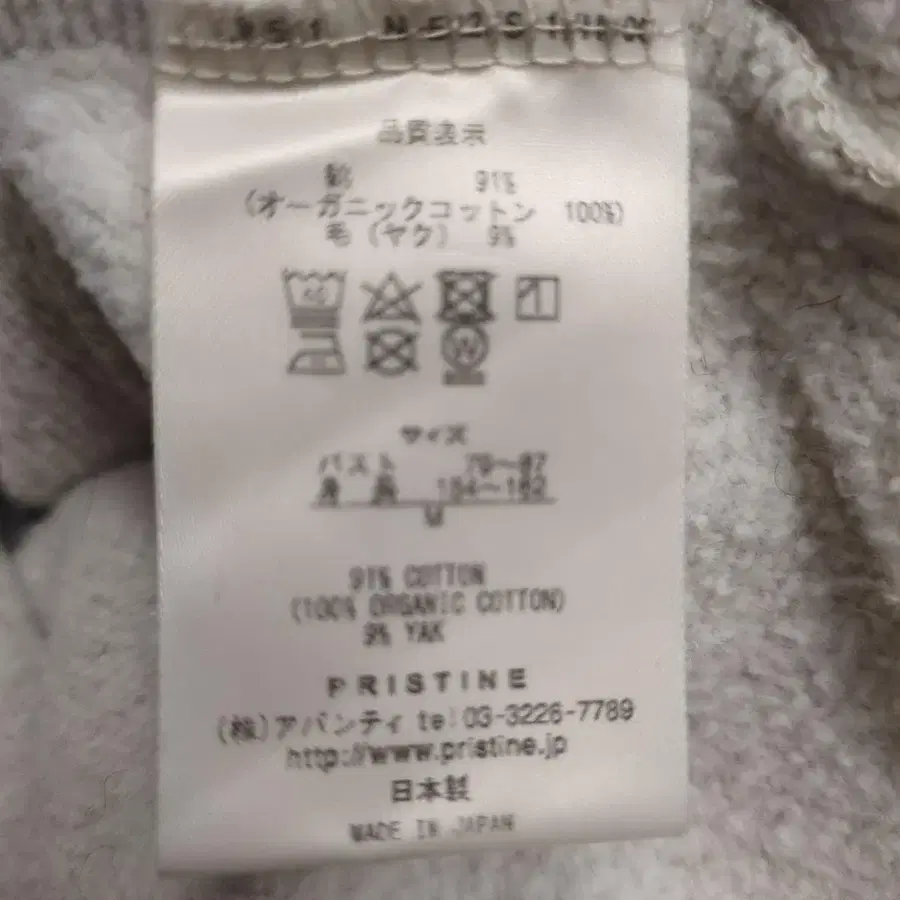 品質表示
綿 91%
(オーガニックコットン 100%)
毛(ヤク) 9%
40
サイズ
バスト 79~87
身長 154~162
M
91% COTTON
(100% ORGANIC COTTON)
9% YAK
PRISTINE
(株)アバンティ tel 03-3226-7789
http://www.pristine.jp
日本製
MADE IN JAPAN